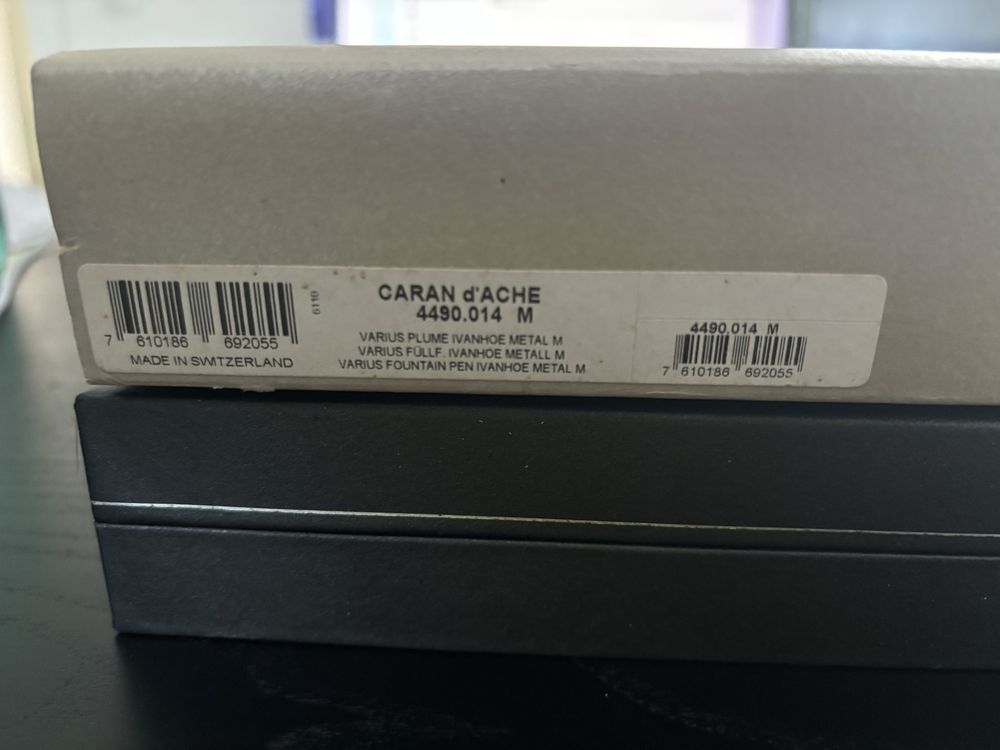 6110
7 610186 692055
MADE IN SWITZERLAND
CARAN d'ACHE
4490.014 M
VARIUS PLUME IVANHOE METAL M
VARIUS FÜLLF. IVANHOE METALL M
VARIUS FOUNTAIN PEN IVANHOE METAL M
4490.014 M
7 610186 692055